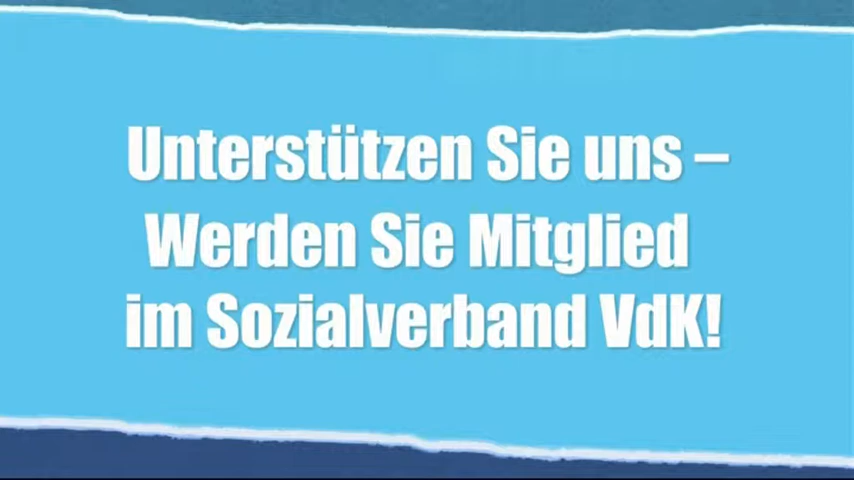 Unterstützen Sie uns –
Werden Sie Mitglied
im Sozialverband VdK!